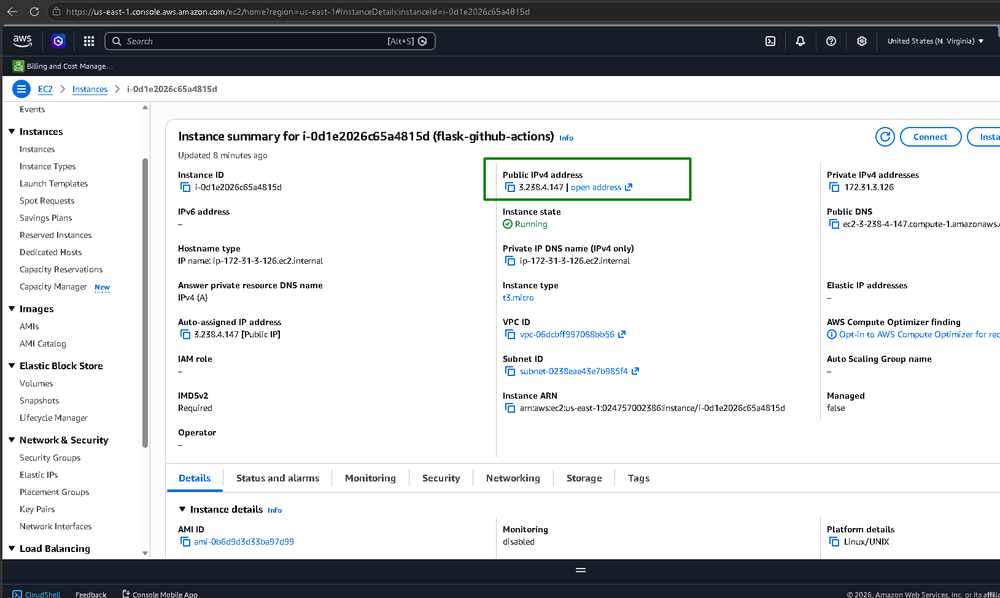 https://us-east-1.console.aws.amazon.com/ec2/home?region=us-east-1#InstanceDetails:instanceId=i-0d1e2026c65a4815d
aws
Search
[Alt+S]
United States (N. Virginia)
Billing and Cost Manage...
EC2
Instances
i-0d1e2026c65a4815d
Events
Instances
Instances
Instance Types
Launch Templates
Spot Requests
Savings Plans
Reserved Instances
Dedicated Hosts
Capacity Reservations
Capacity Manager New
Images
AMIs
AMI Catalog
Elastic Block Store
Volumes
Snapshots
Lifecycle Manager
Network & Security
Security Groups
Elastic IPs
Placement Groups
Key Pairs
Network Interfaces
Load Balancing
Instance summary for i-0d1e2026c65a4815d (flask-github-actions) Info
Updated 8 minutes ago
Connect
Insta
Instance ID
i-0d1e2026c65a4815d
Public IPv4 address
3.238.4.147 | open address
Private IPv4 addresses
172.31.3.126
IPv6 address
–
Instance state
Running
Public DNS
ec2-3-238-4-147.compute-1.amazonaws.
Hostname type
IP name: ip-172-31-3-126.ec2.internal
Private IP DNS name (IPv4 only)
ip-172-31-3-126.ec2.internal
Answer private resource DNS name
IPv4 (A)
Instance type
t3.micro
Elastic IP addresses
–
Auto-assigned IP address
3.238.4.147 [Public IP]
VPC ID
vpc-06dcbff997088bb56
AWS Compute Optimizer finding
Opt-in to AWS Compute Optimizer for rec
IAM role
–
Subnet ID
subnet-0238eae43e7b985f4
Auto Scaling Group name
–
IMDSv2
Required
Instance ARN
arn:aws:ec2:us-east-1:024757002386:instance/i-0d1e2026c65a4815d
Managed
false
Operator
–
Details
Status and alarms
Monitoring
Security
Networking
Storage
Tags
Instance details Info
AMI ID
ami-0b6d9d3d33ba97d99
Monitoring
disabled
Platform details
Linux/UNIX
CloudShell
Feedback
Console Mobile App
© 2026, Amazon Web Services, Inc. or its affilia